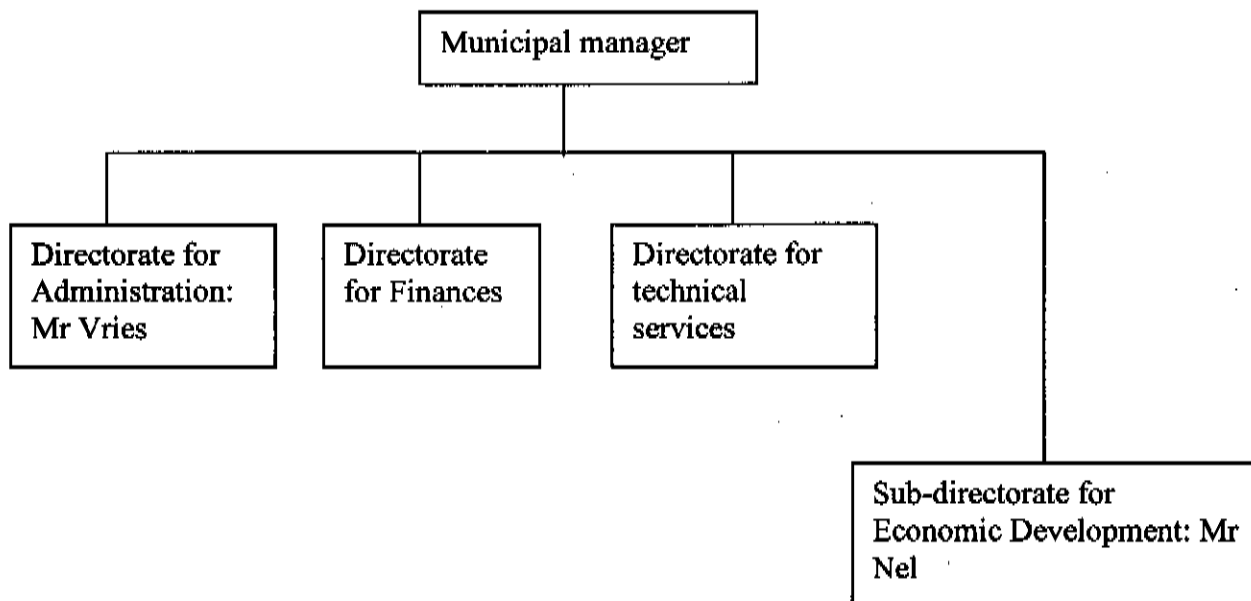 Municipal manager
Directorate for
Administration:
Mr Vries
Directorate
for Finances
Directorate for
technical
services
Sub-directorate for
Economic Development: Mr
Nel